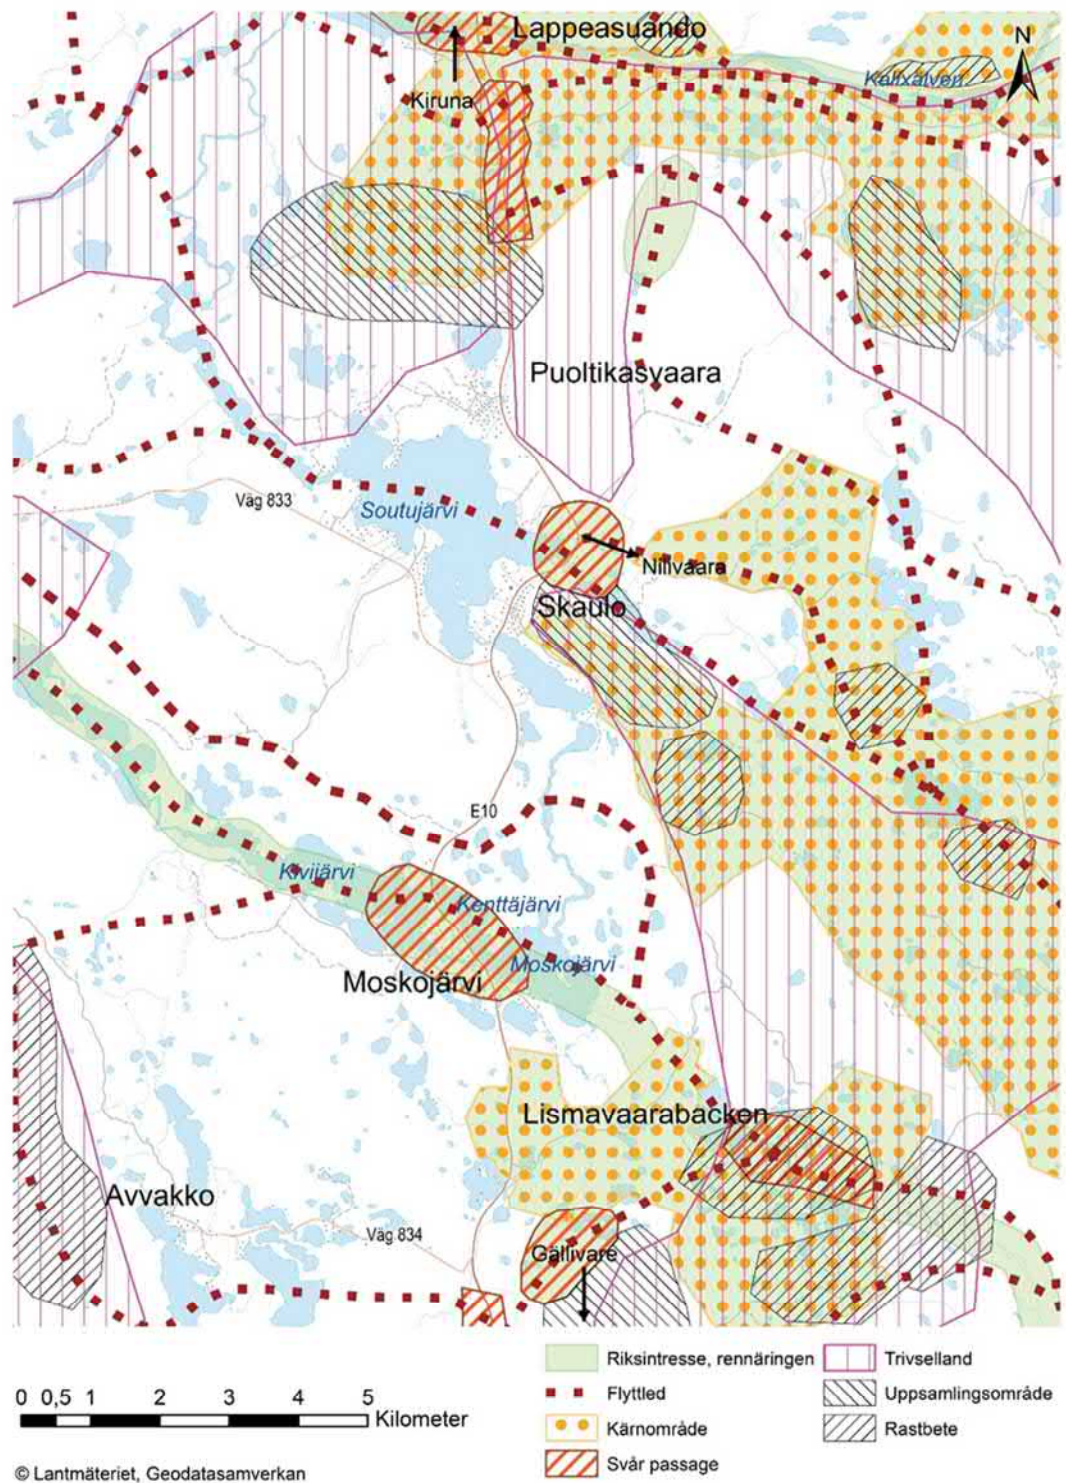 Lappeasuando
N
Kalixälven
Kiruna
Puoltikasvaara
Väg 833
Soutujärvi
Nilivaara
Skaulo
E10
Kivijärvi
Kenttäjärvi
Moskojärvi
Moskojärvi
Lismavaarabacken
Avvakko
Väg 834
Gällivare
Riksintresse, rennäringen
Trivselland
Flyttled
Uppsamlingsområde
Kärnområde
Rastbete
Svår passage
0 0,5 1 2 3 4 5
Kilometer
© Lantmäteriet, Geodatasamverkan